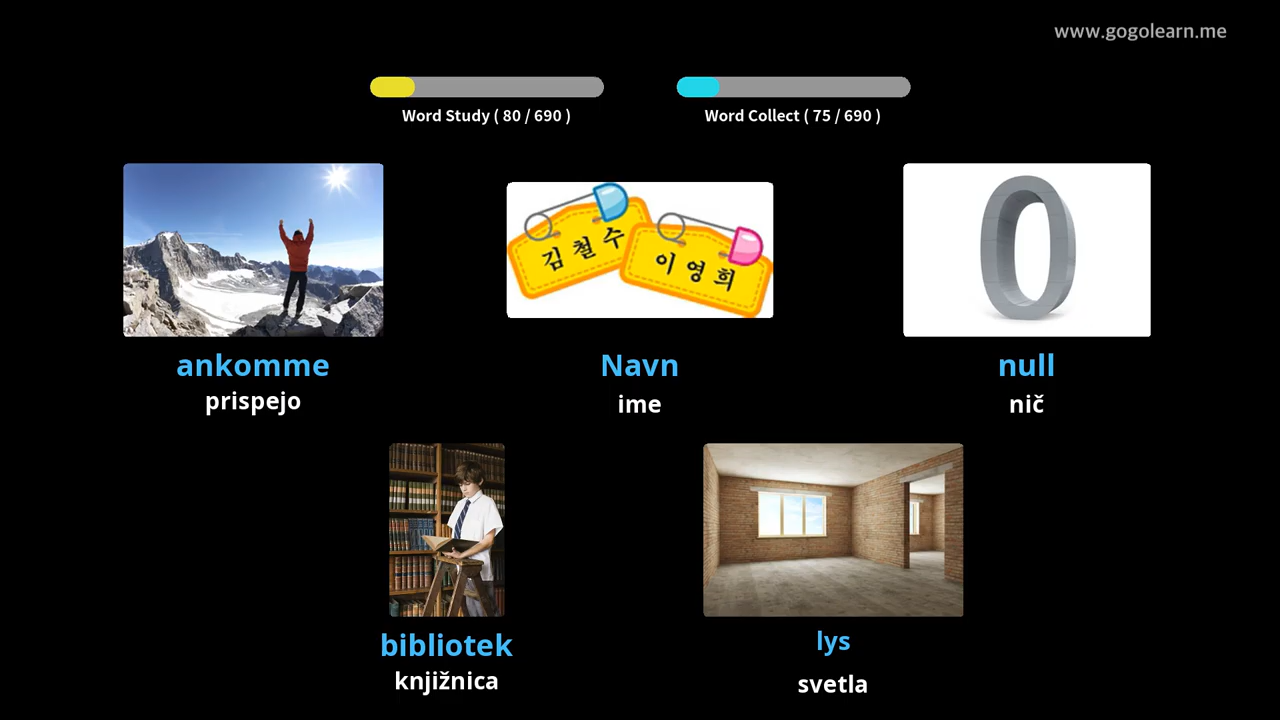 www.gogolearn.me
Word Study ( 80 / 690 )
Word Collect ( 75 / 690 )
김철수
이영희
ankomme
prispejo
Navn
ime
null
nič
0
bibliotek
knjižnica
lys
svetla